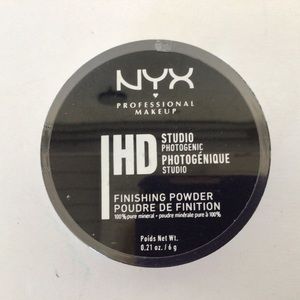 NYX
PROFESSIONAL
MAKEUP
HD STUDIO
PHOTOGENIC
PHOTOGÉNIQUE
STUDIO
FINISHING POWDER
POUDRE DE FINITION
100% pure mineral • poudre minérale pure à 100%
Poids Net Wt.
0.21 oz. / 6 g